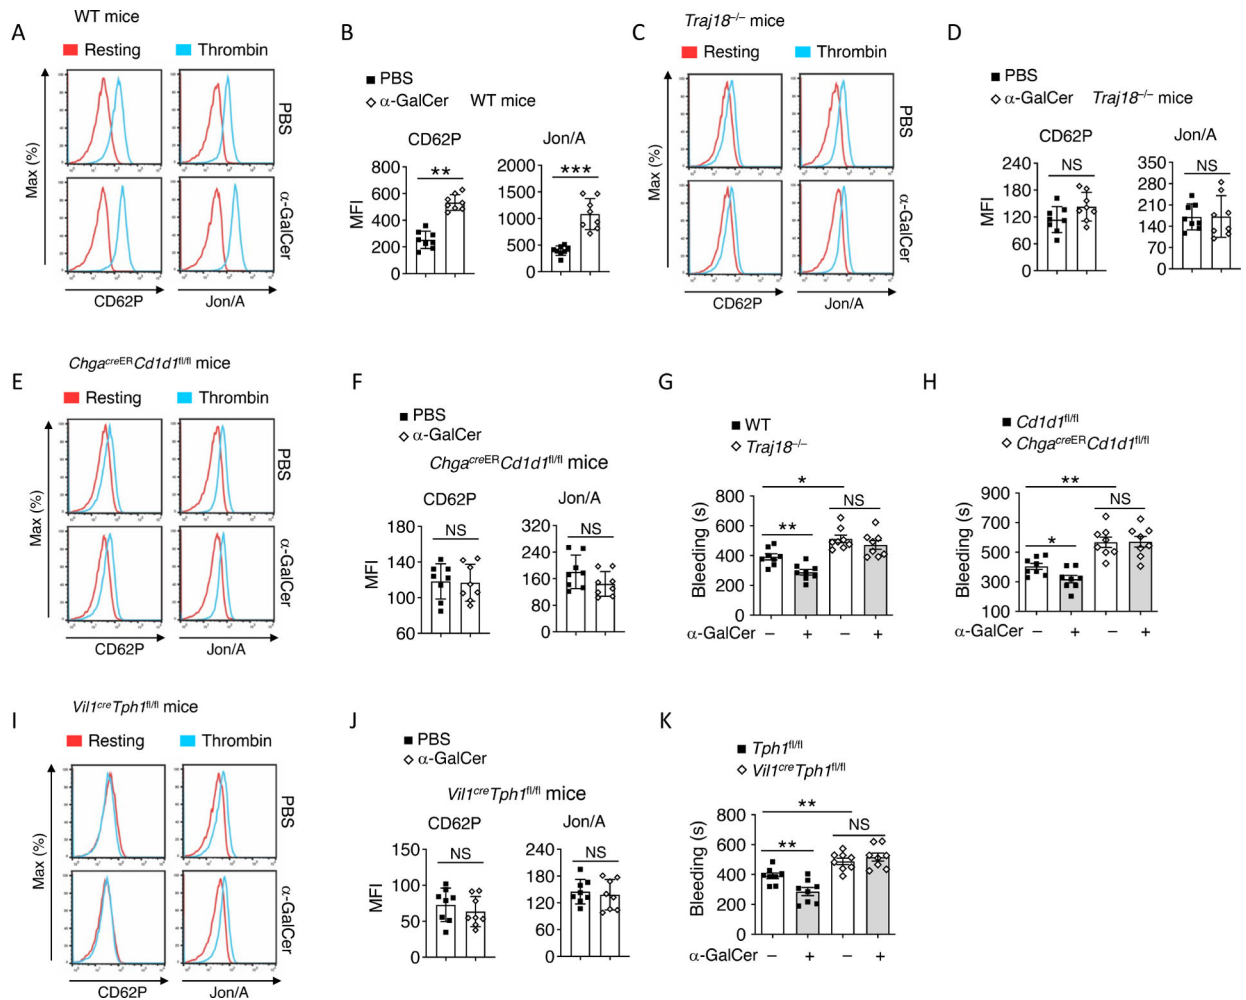 A
WT mice
Resting
Thrombin
PBS
α-GalCer
Max (%)
CD62P
Jon/A
B
PBS
α-GalCer
WT mice
CD62P
Jon/A
MFI
800
600
400
200
0
**
2000
1500
1000
500
0
***
C
Traj18–/– mice
Resting
Thrombin
PBS
α-GalCer
Max (%)
CD62P
Jon/A
D
PBS
α-GalCer
Traj18–/– mice
CD62P
Jon/A
MFI
240
180
120
60
0
NS
350
280
210
140
70
0
NS
E
ChgacreERCd1d1fl/fl mice
Resting
Thrombin
PBS
α-GalCer
Max (%)
CD62P
Jon/A
F
PBS
α-GalCer
ChgacreERCd1d1fl/fl mice
CD62P
Jon/A
MFI
180
140
100
60
NS
320
240
160
80
0
NS
G
WT
Traj18–/–
Bleeding (s)
800
600
400
200
0
*
**
NS
α-GalCer – + – +
H
Cd1d1fl/fl
ChgacreERCd1d1fl/fl
Bleeding (s)
900
700
500
300
100
**
*
NS
α-GalCer – + – +
I
Vil1creTph1fl/fl mice
Resting
Thrombin
PBS
α-GalCer
Max (%)
CD62P
Jon/A
J
PBS
α-GalCer
Vil1creTph1fl/fl mice
CD62P
Jon/A
MFI
150
100
50
0
NS
240
180
120
60
0
NS
K
Tph1fl/fl
Vil1creTph1fl/fl
Bleeding (s)
800
600
400
200
0
**
**
NS
α-GalCer – + – +